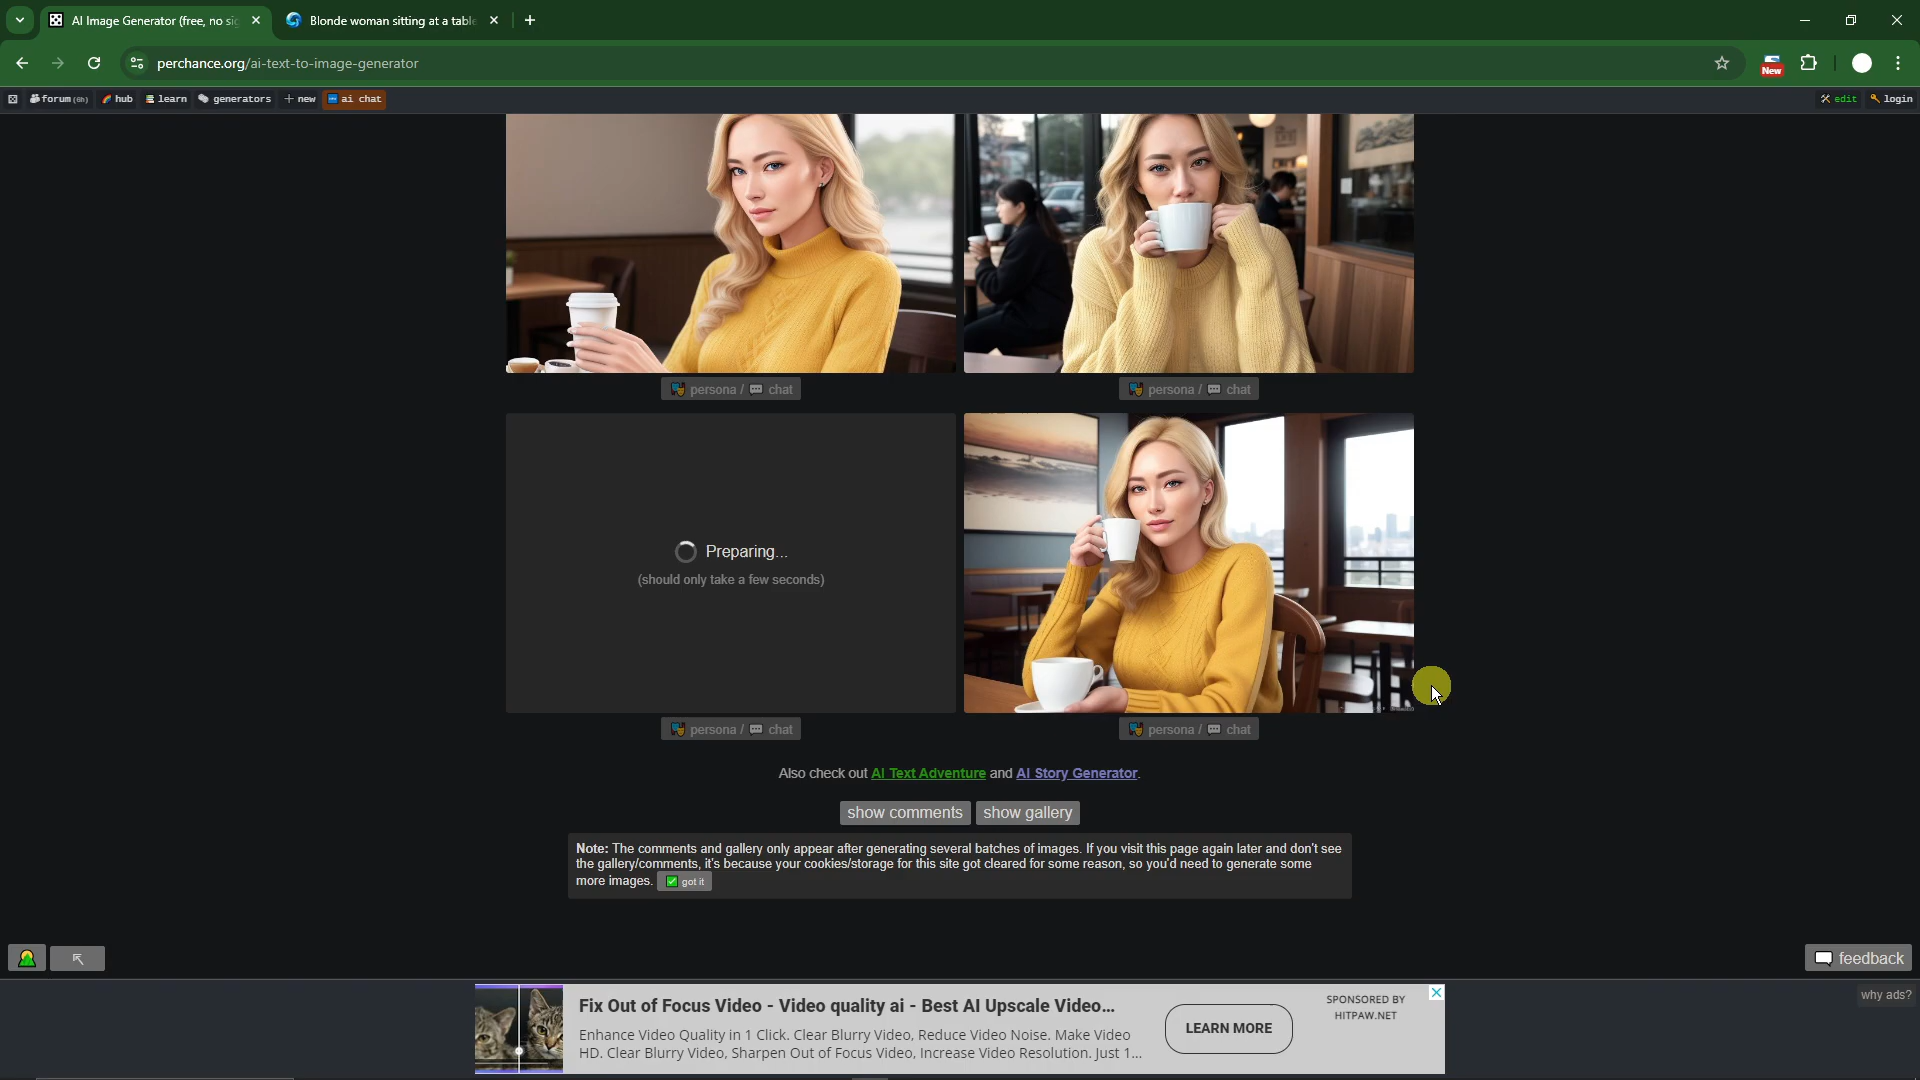 AI Image Generator (free, no si
Blonde woman sitting at a table
perchance.org/ai-text-to-image-generator
New
forum(6h) hub learn generators + new ai chat
edit login
persona / chat
persona / chat
Preparing...
(should only take a few seconds)
persona / chat
persona / chat
Also check out AI Text Adventure and AI Story Generator.
show comments show gallery
Note: The comments and gallery only appear after generating several batches of images. If you visit this page again later and don't see
the gallery/comments, it's because your cookies/storage for this site got cleared for some reason, so you'd need to generate some
more images. got it
feedback
Fix Out of Focus Video - Video quality ai - Best AI Upscale Video...
Enhance Video Quality in 1 Click. Clear Blurry Video, Reduce Video Noise. Make Video
HD. Clear Blurry Video, Sharpen Out of Focus Video, Increase Video Resolution. Just 1...
LEARN MORE
SPONSORED BY
HITPAW.NET
why ads?